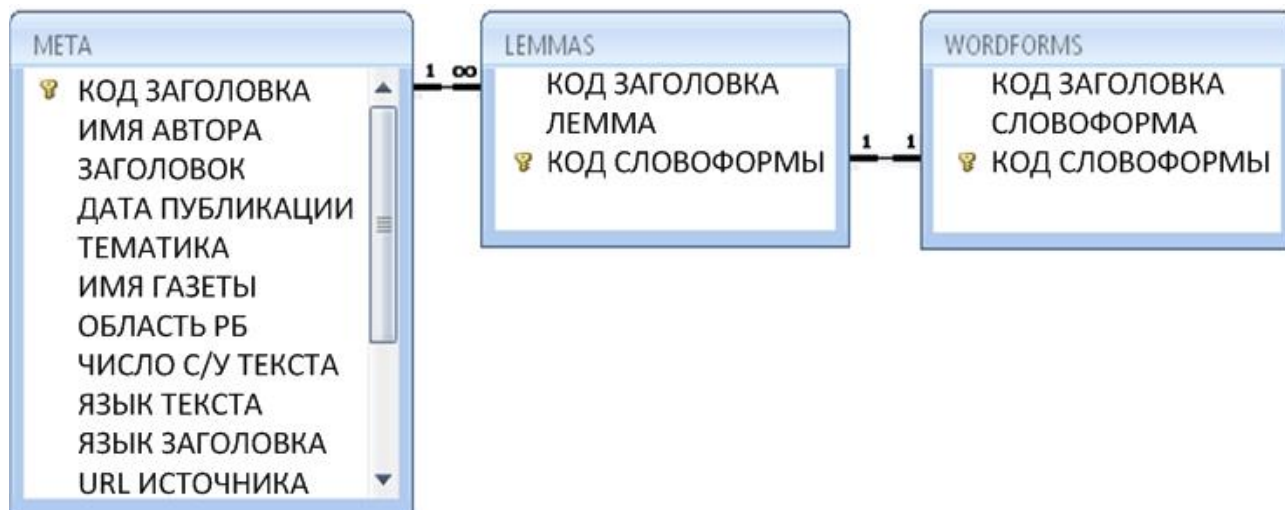 META
КОД ЗАГОЛОВКА
ИМЯ АВТОРА
ЗАГОЛОВОК
ДАТА ПУБЛИКАЦИИ
ТЕМАТИКА
ИМЯ ГАЗЕТЫ
ОБЛАСТЬ РБ
ЧИСЛО С/У ТЕКСТА
ЯЗЫК ТЕКСТА
ЯЗЫК ЗАГОЛОВКА
URL ИСТОЧНИКА
1 ∞
LEMMAS
КОД ЗАГОЛОВКА
ЛЕММА
КОД СЛОВОФОРМЫ
1 1
WORDFORMS
КОД ЗАГОЛОВКА
СЛОВОФОРМА
КОД СЛОВОФОРМЫ